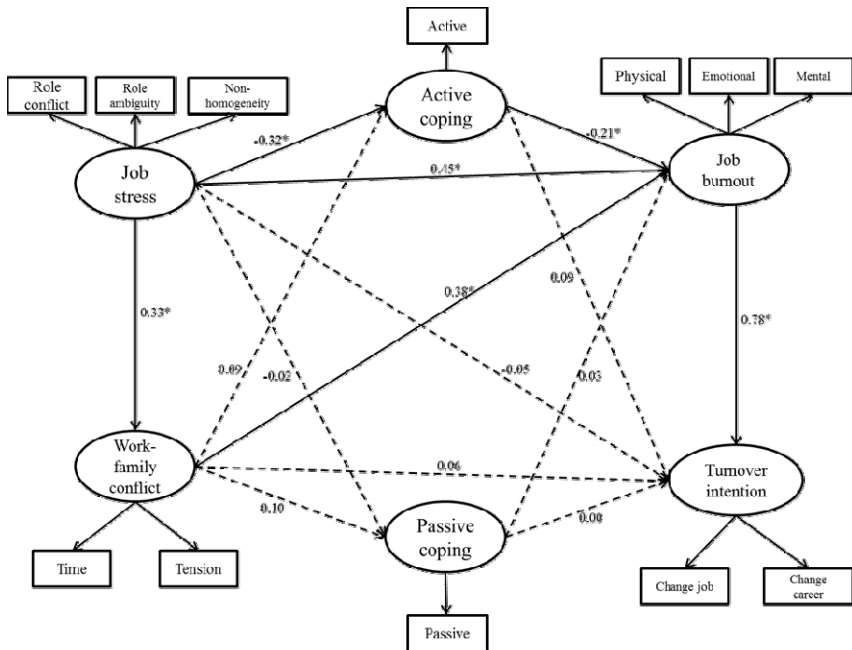 Active
Role
conflict
Role
ambiguity
Non-
homogeneity
Physical
Emotional
Mental
Active
coping
-0.32*
-0.21*
Job
stress
0.45*
Job
burnout
0.33*
0.38*
0.09
0.78*
0.09
-0.02
-0.05
0.03
Work-
family
conflict
0.06
Turnover
intention
0.10
Passive
coping
0.00
Time
Tension
Change job
Change
career
Passive